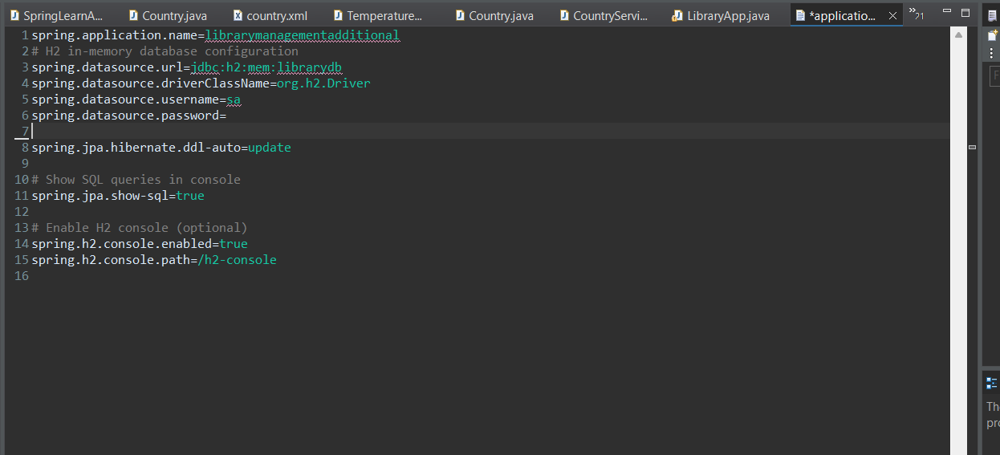 SpringLearnA... Country.java country.xml Temperature... Country.java CountryServi... LibraryApp.java *applicatio... »21
1 spring.application.name=librarymanagementadditional
2 # H2 in-memory database configuration
3 spring.datasource.url=jdbc:h2:mem:librarydb
4 spring.datasource.driverClassName=org.h2.Driver
5 spring.datasource.username=sa
6 spring.datasource.password=
7
8 spring.jpa.hibernate.ddl-auto=update
9
10 # Show SQL queries in console
11 spring.jpa.show-sql=true
12
13 # Enable H2 console (optional)
14 spring.h2.console.enabled=true
15 spring.h2.console.path=/h2-console
16
F
Th
pro